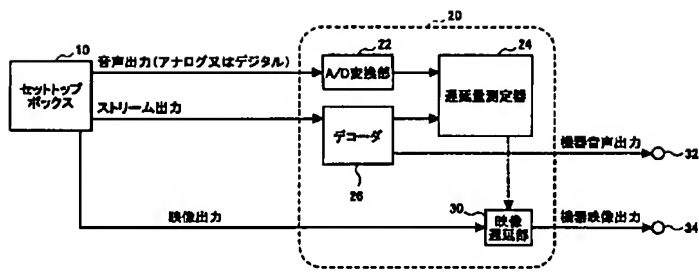 20
10
22
24
音声出力(アナログ又はデジタル)
A/D変換部
遅延量測定器
セットトップ
ボックス
ストリーム出力
デコーダ
機器音声出力
32
26
映像出力
30
映像
遅延部
機器映像出力
34